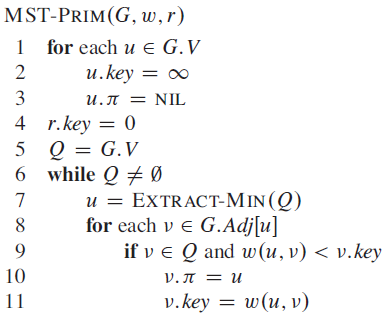 MST-PRIM(G, w, r)
1 for each u ∈ G.V
2 u.key = ∞
3 u.π = NIL
4 r.key = 0
5 Q = G.V
6 while Q ≠ ∅
7 u = EXTRACT-MIN(Q)
8 for each v ∈ G.Adj[u]
9 if v ∈ Q and w(u, v) < v.key
10 v.π = u
11 v.key = w(u, v)